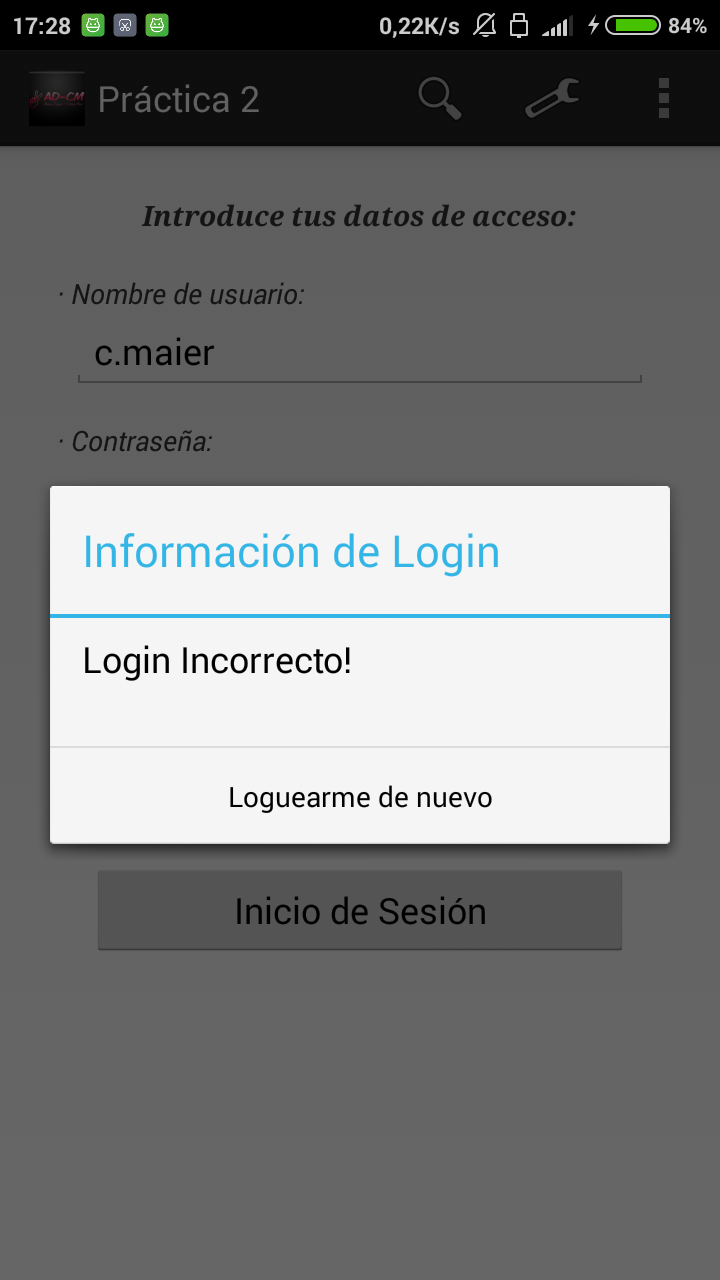 17:28 0,22K/s 84%
AD-CM Práctica 2
Introduce tus datos de acceso:
· Nombre de usuario:
c.maier
· Contraseña:
Información de Login
Login Incorrecto!
Loguearme de nuevo
Inicio de Sesión